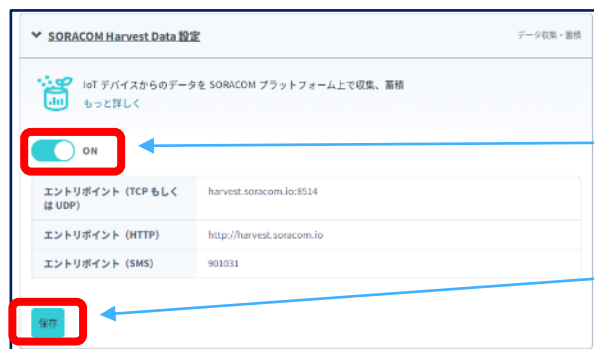 SORACOM Harvest Data 設定
データ収集・蓄積
IoT デバイスからのデータを SORACOM プラットフォーム上で収集、蓄積
もっと詳しく
ON
エントリポイント（TCP もしく
は UDP）
harvest.soracom.io:8514
エントリポイント（HTTP）
http://harvest.soracom.io
エントリポイント（SMS）
901031
保存